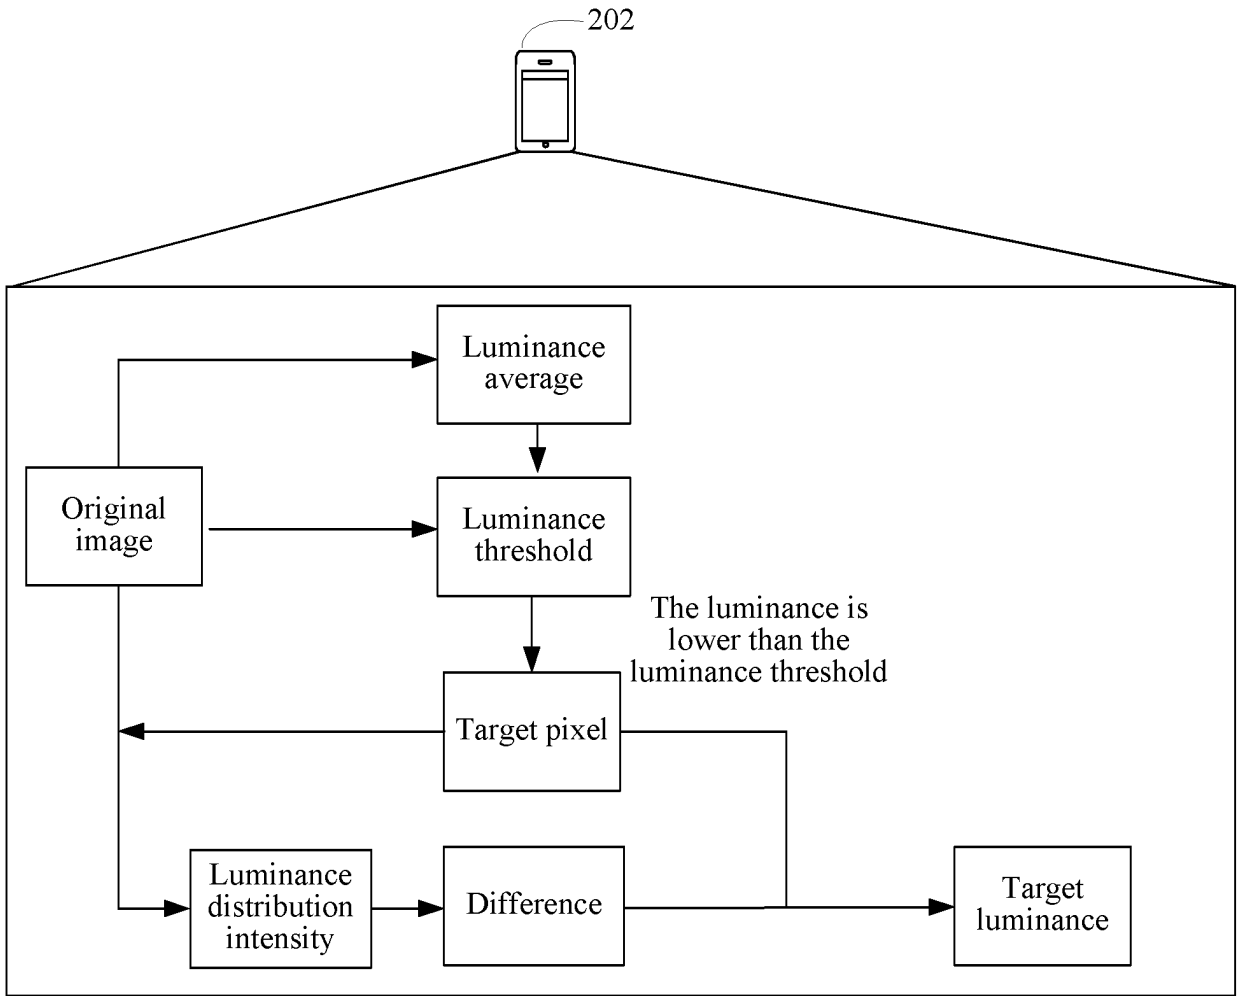 202
Luminance
average
Original
image
Luminance
threshold
The luminance is
lower than the
luminance threshold
Target pixel
Luminance
distribution
intensity
Difference
Target
luminance